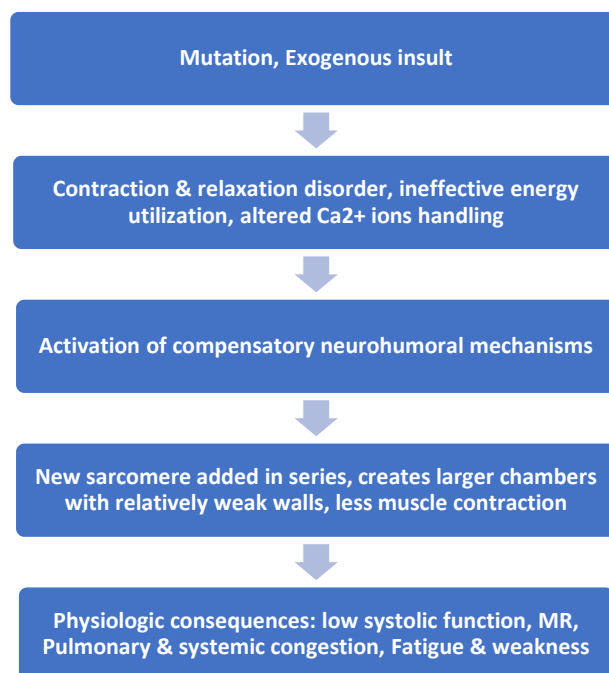 Mutation, Exogenous insult
Contraction & relaxation disorder, ineffective energy
utilization, altered Ca2+ ions handling
Activation of compensatory neurohumoral mechanisms
New sarcomere added in series, creates larger chambers
with relatively weak walls, less muscle contraction
Physiologic consequences: low systolic function, MR,
Pulmonary & systemic congestion, Fatigue & weakness